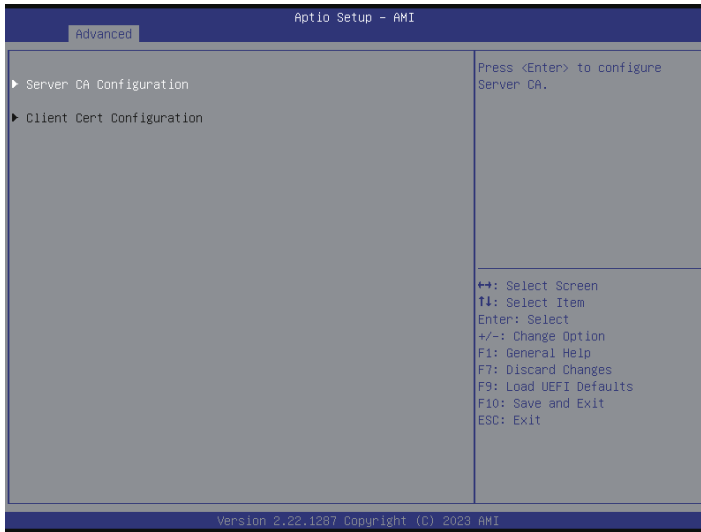 Aptio Setup – AMI
Advanced
▶ Server CA Configuration
▶ Client Cert Configuration
Press <Enter> to configure
Server CA.
↔: Select Screen
↑↓: Select Item
Enter: Select
+/-: Change Option
F1: General Help
F7: Discard Changes
F9: Load UEFI Defaults
F10: Save and Exit
ESC: Exit
Version 2.22.1287 Copyright (C) 2023 AMI